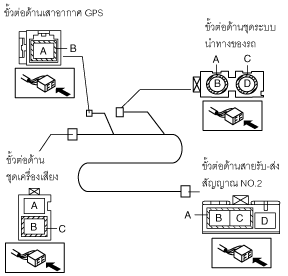 ขั้วต่อด้านเสาอากาศ GPS
A
B
ขั้วต่อด้านชุดระบบ
นำทางของรถ
A
C
B
D
ขั้วต่อด้าน
ชุดเครื่องเสียง
A
B
C
ขั้วต่อด้านสายรับ-ส่ง
สัญญาณ NO.2
A
B
C
D